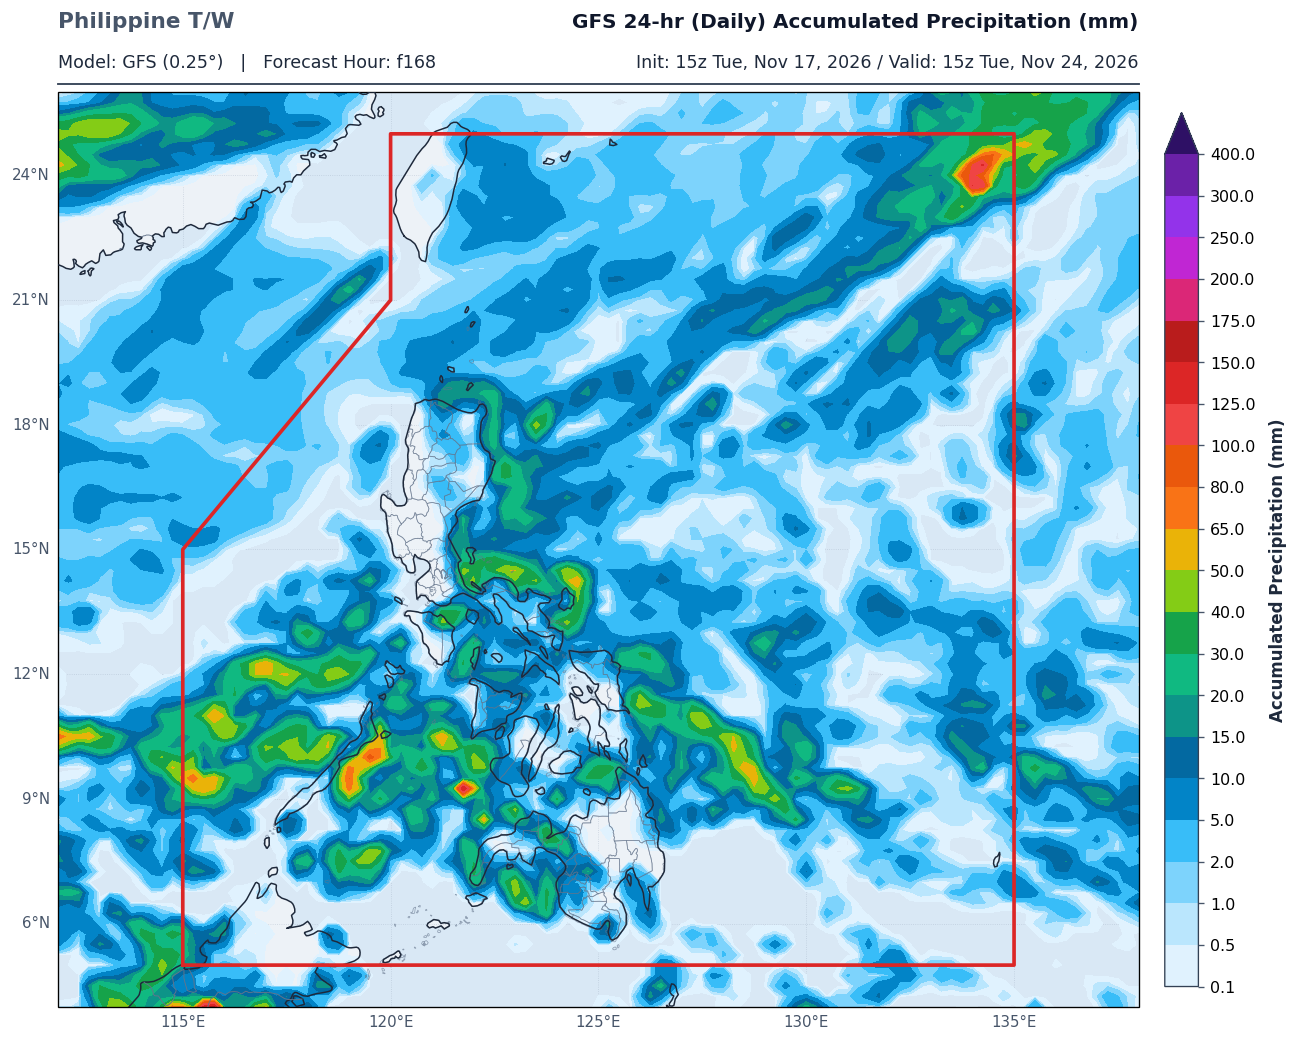 Philippine T/W
GFS 24-hr (Daily) Accumulated Precipitation (mm)
Model: GFS (0.25°)   |   Forecast Hour: f168
Init: 15z Tue, Nov 17, 2026 / Valid: 15z Tue, Nov 24, 2026
24°N
21°N
18°N
15°N
12°N
9°N
6°N
115°E
120°E
125°E
130°E
135°E
400.0
300.0
250.0
200.0
175.0
150.0
125.0
100.0
80.0
65.0
50.0
40.0
30.0
20.0
15.0
10.0
5.0
2.0
1.0
0.5
0.1
Accumulated Precipitation (mm)